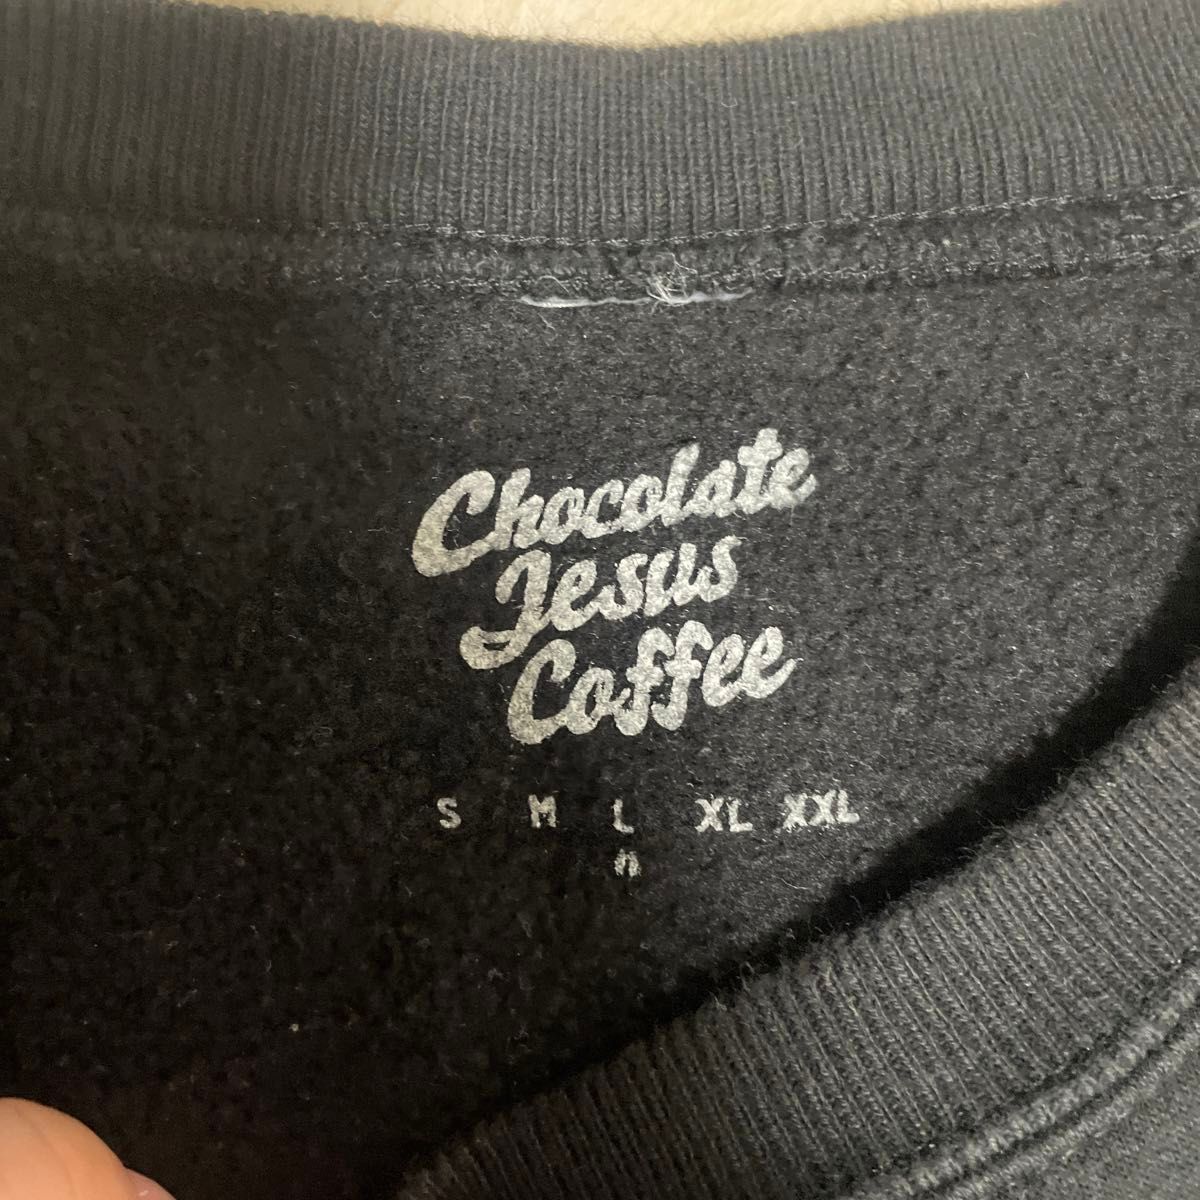 Chocolate
Jesus
Coffee
S M L XL XXL